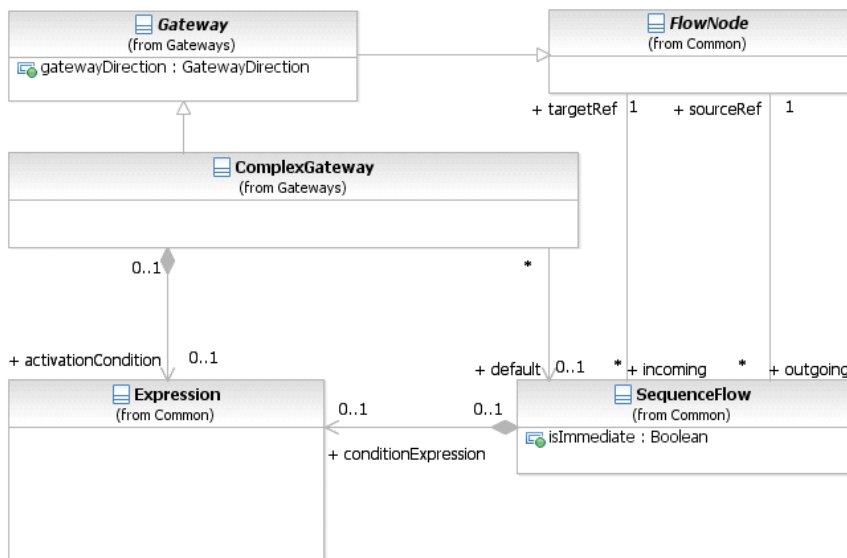 Gateway
(from Gateways)
gatewayDirection : GatewayDirection
FlowNode
(from Common)
+ targetRef 1 + sourceRef 1
ComplexGateway
(from Gateways)
0..1 *
+ activationCondition 0..1
+ default 0..1 * + incoming * + outgoing
Expression
(from Common)
SequenceFlow
(from Common)
isImmediate : Boolean
0..1 0..1
+ conditionExpression